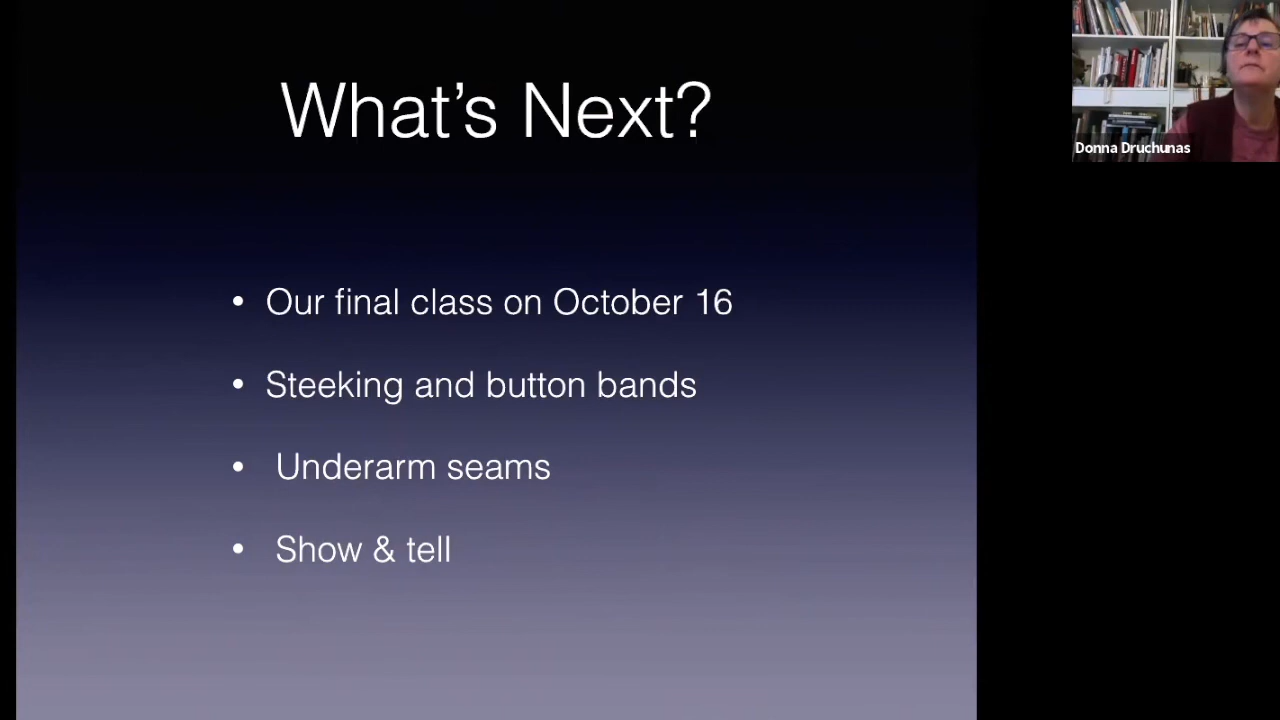 What’s Next?
• Our final class on October 16
• Steeking and button bands
• Underarm seams
• Show & tell
Donna Druchunas